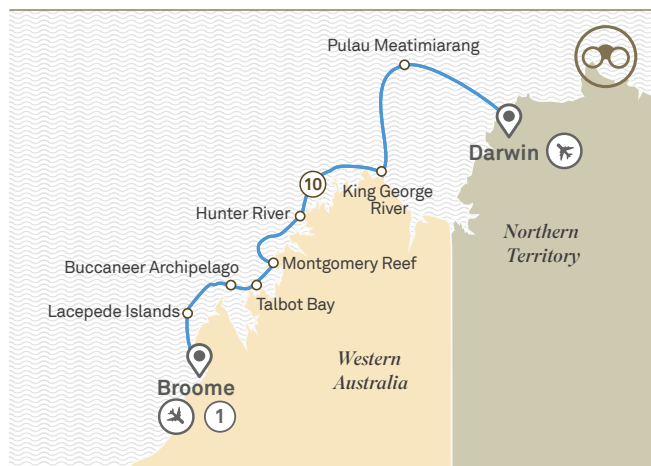 Pulau Meatimiarang
Darwin
10
King George
River
Hunter River
Northern
Territory
Buccaneer Archipelago
Montgomery Reef
Talbot Bay
Lacepede Islands
Western
Australia
Broome
1